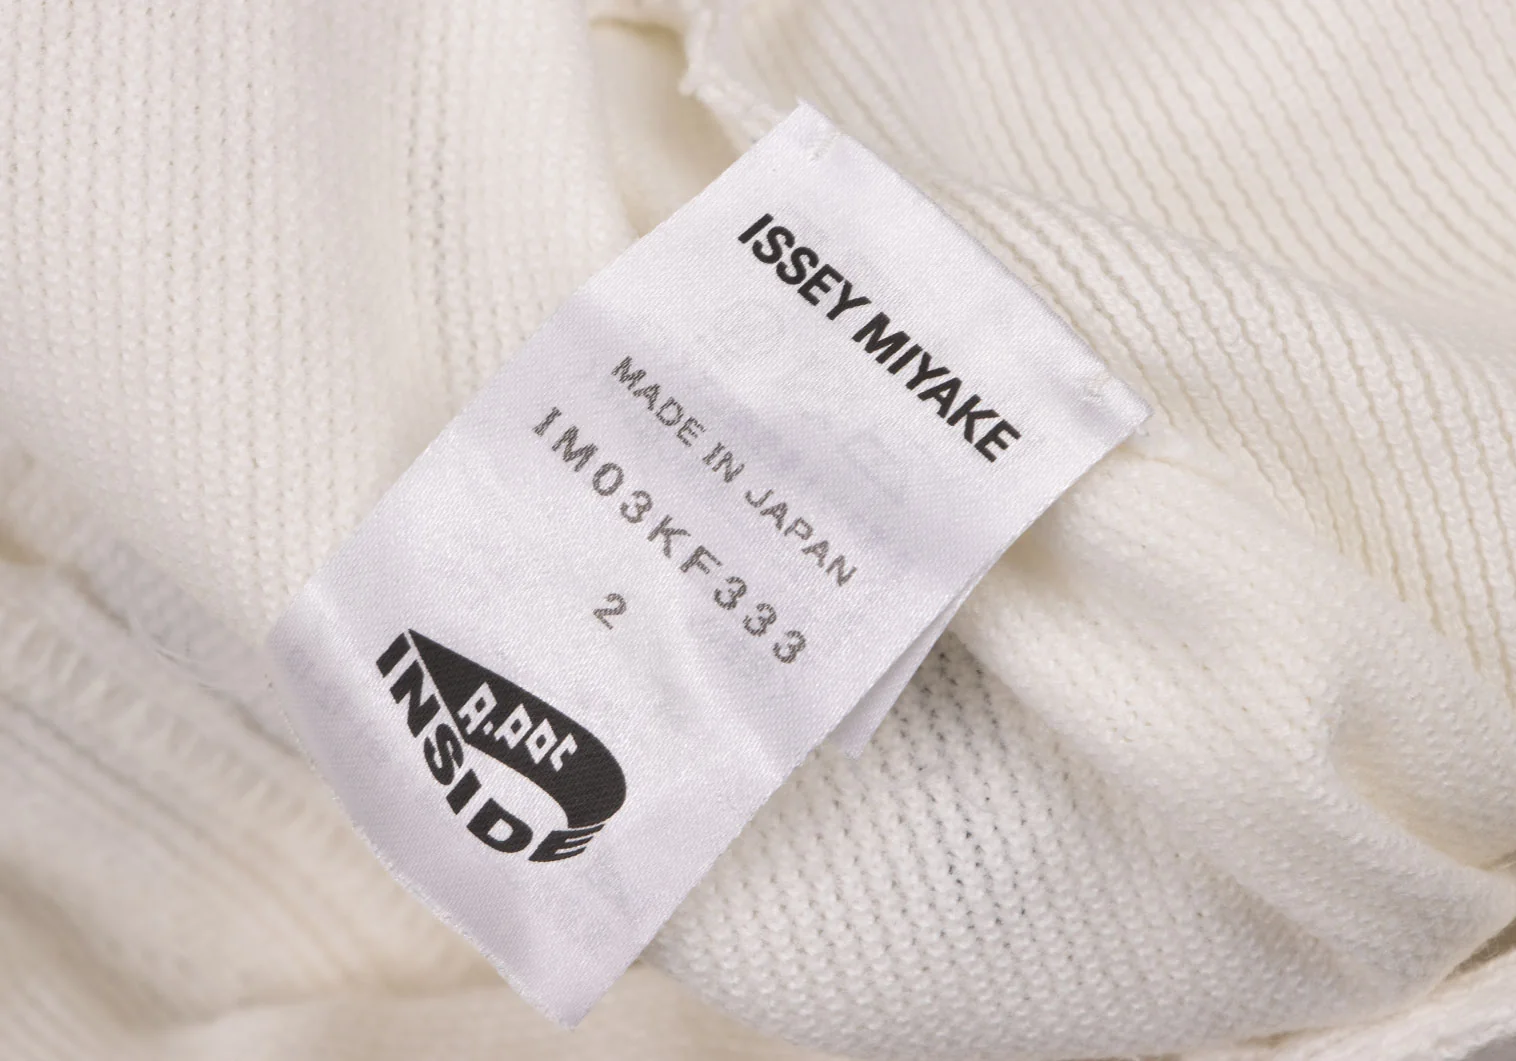 ISSEY MIYAKE
MADE IN JAPAN
IM03KF333
2
A.POC
INSIDE